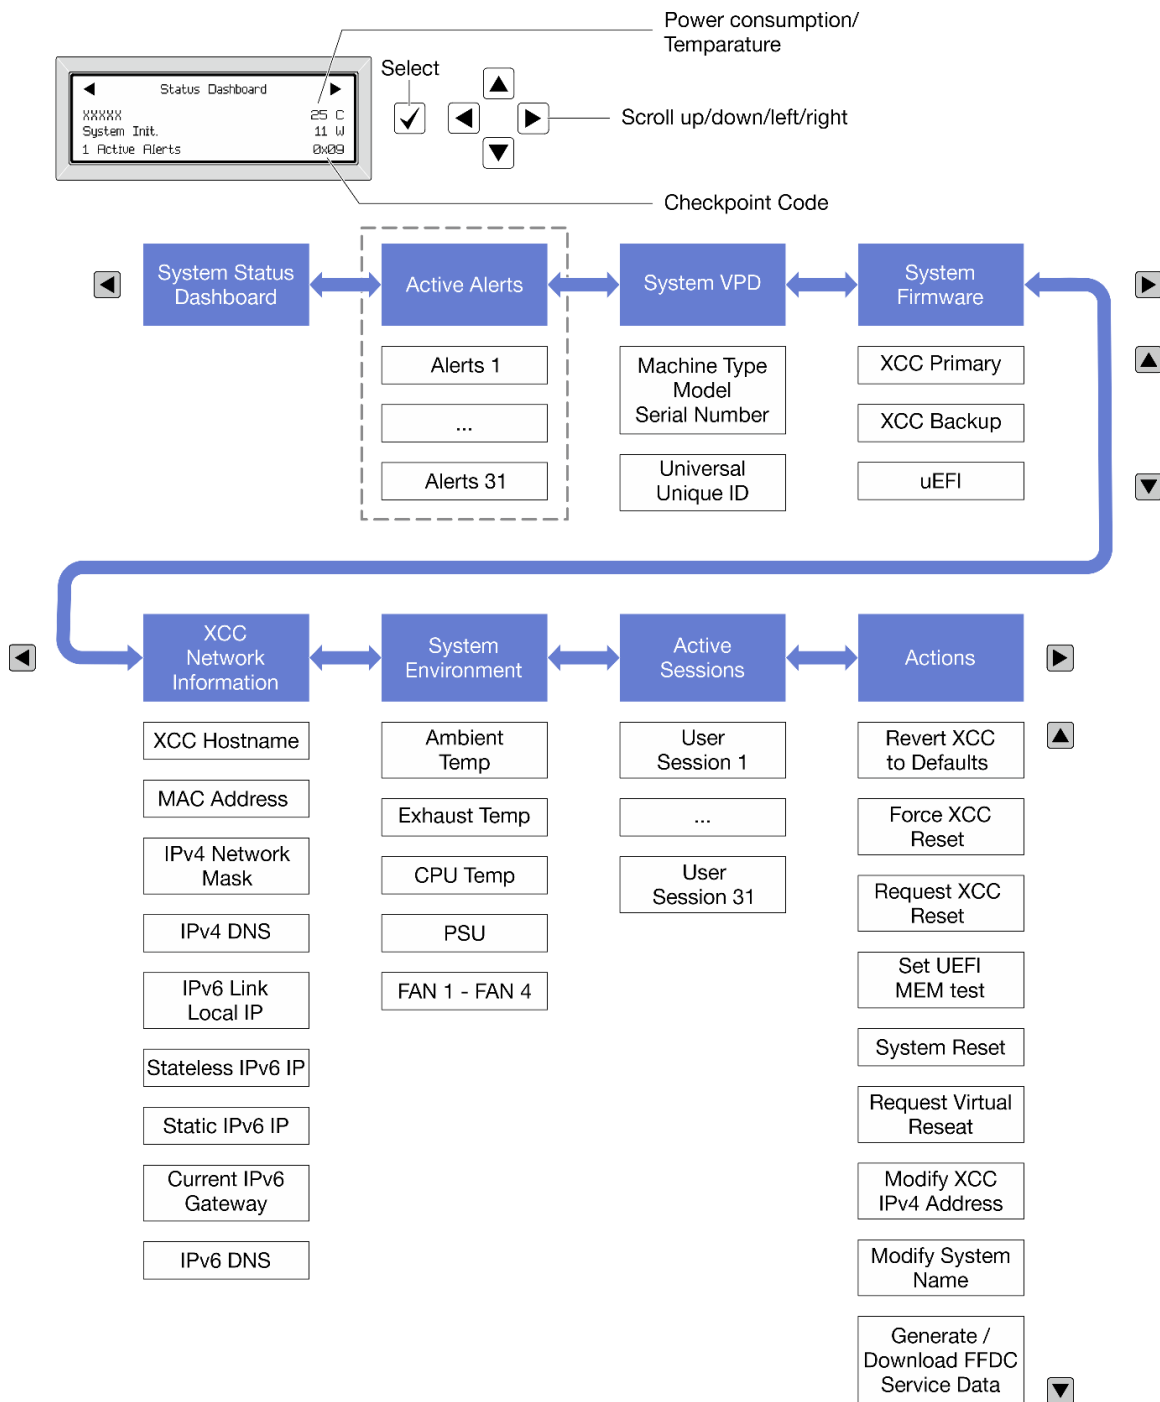 Power consumption/
Temparature
Select
Status Dashboard
XXXXX 25 C
System Init. 11 W
1 Active Alerts 0x09
Scroll up/down/left/right
Checkpoint Code
System Status
Dashboard
Active Alerts
System VPD
System
Firmware
Alerts 1
...
Alerts 31
Machine Type
Model
Serial Number
Universal
Unique ID
XCC Primary
XCC Backup
uEFI
XCC
Network
Information
System
Environment
Active
Sessions
Actions
XCC Hostname
MAC Address
IPv4 Network
Mask
IPv4 DNS
IPv6 Link
Local IP
Stateless IPv6 IP
Static IPv6 IP
Current IPv6
Gateway
IPv6 DNS
Ambient
Temp
Exhaust Temp
CPU Temp
PSU
FAN 1 - FAN 4
User
Session 1
...
User
Session 31
Revert XCC
to Defaults
Force XCC
Reset
Request XCC
Reset
Set UEFI
MEM test
System Reset
Request Virtual
Reseat
Modify XCC
IPv4 Address
Modify System
Name
Generate /
Download FFDC
Service Data